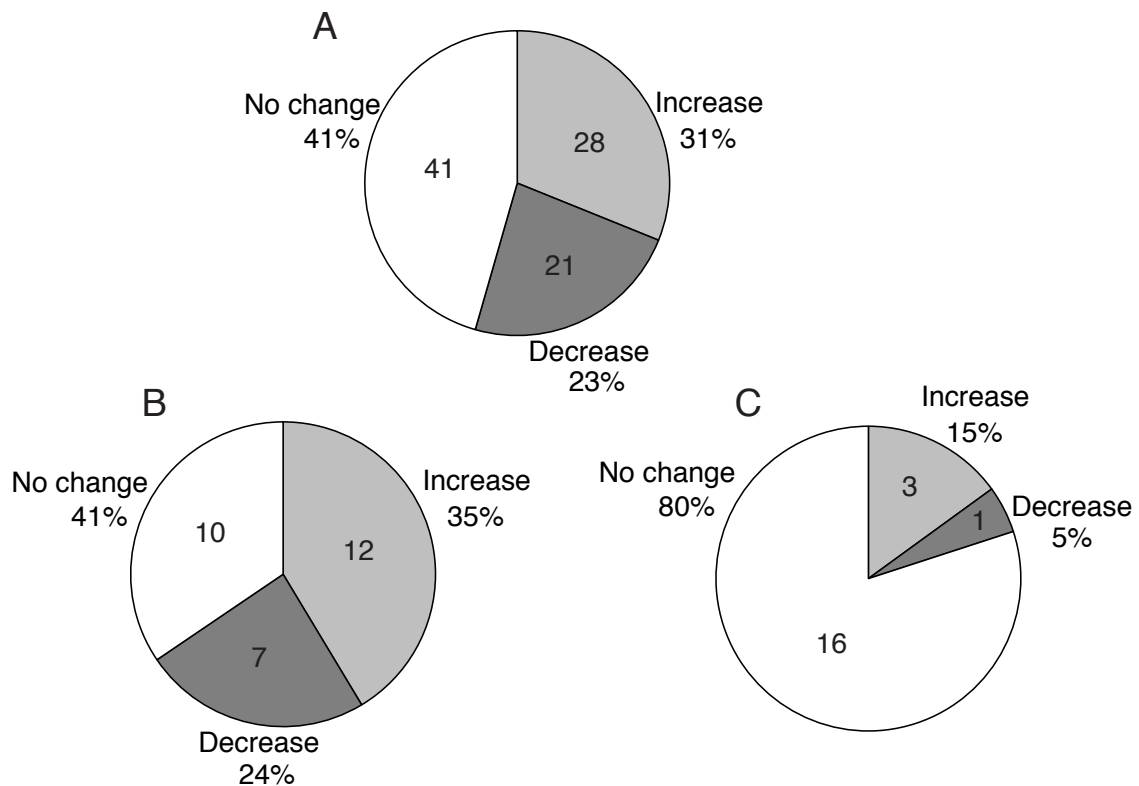 A
No change
41%
Increase
31%
41
28
21
Decrease
23%
B
No change
41%
Increase
35%
10
12
7
Decrease
24%
C
Increase
15%
No change
80%
3
1
Decrease
5%
16